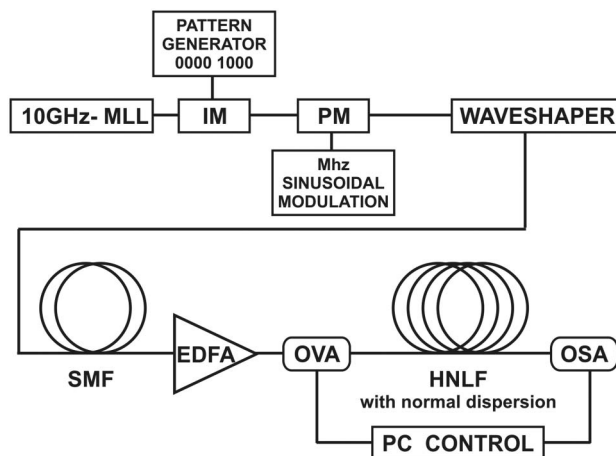 PATTERN
GENERATOR
0000 1000
10GHz- MLL
IM
PM
WAVESHAPER
Mhz
SINUSOIDAL
MODULATION
SMF
EDFA
OVA
HNLF
with normal dispersion
OSA
PC CONTROL